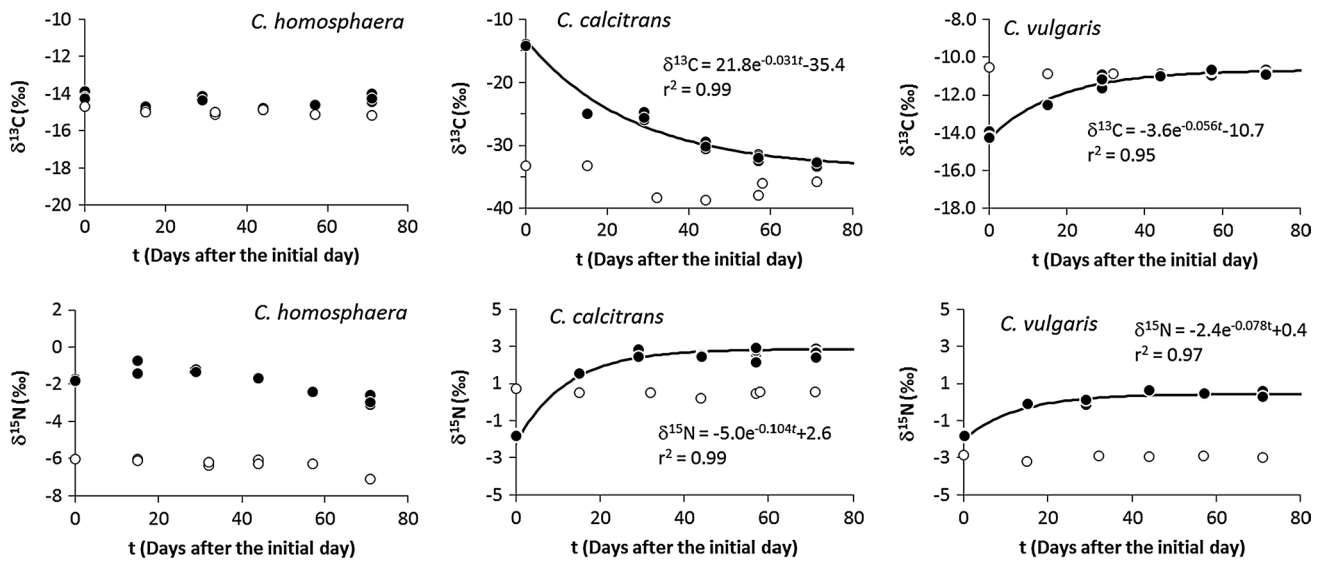 C. homosphaera
-10
-12
-14
-16
-18
-20
δ13C (‰)
0 20 40 60 80
t (Days after the initial day)
C. calcitrans
-10
-20
-30
-40
δ13C (‰)
δ13C = 21.8e-0.031t-35.4
r2 = 0.99
0 20 40 60 80
t (Days after the initial day)
C. vulgaris
-8.0
-10.0
-12.0
-14.0
-16.0
-18.0
δ13C (‰)
δ13C = -3.6e-0.056t-10.7
r2 = 0.95
0 20 40 60 80
t (Days after the initial day)
C. homosphaera
2
0
-2
-4
-6
-8
δ15N (‰)
0 20 40 60 80
t (Days after the initial day)
C. calcitrans
5
3
1
-1
-3
-5
δ15N (‰)
δ15N = -5.0e-0.104t+2.6
r2 = 0.99
0 20 40 60 80
t (Days after the initial day)
C. vulgaris
5
3
1
-1
-3
-5
δ15N (‰)
δ15N = -2.4e-0.078t+0.4
r2 = 0.97
0 20 40 60 80
t (Days after the initial day)